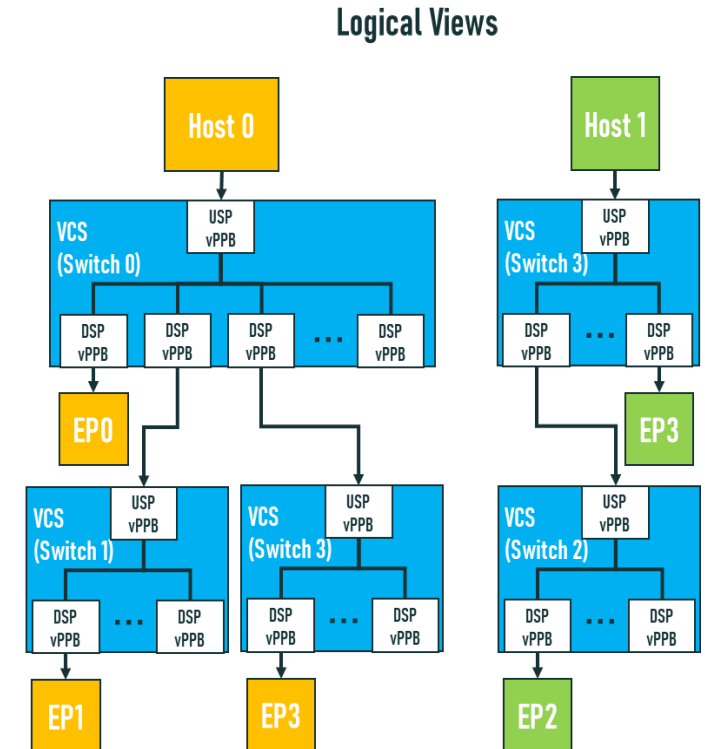 Logical Views
Host 0
Host 1
USP
vPPB
VCS
(Switch 0)
DSP
vPPB
DSP
vPPB
DSP
vPPB
...
DSP
vPPB
USP
vPPB
VCS
(Switch 3)
DSP
vPPB
...
DSP
vPPB
EP0
EP3
USP
vPPB
VCS
(Switch 1)
DSP
vPPB
...
DSP
vPPB
USP
vPPB
VCS
(Switch 3)
DSP
vPPB
...
DSP
vPPB
USP
vPPB
VCS
(Switch 2)
DSP
vPPB
...
DSP
vPPB
EP1
EP3
EP2